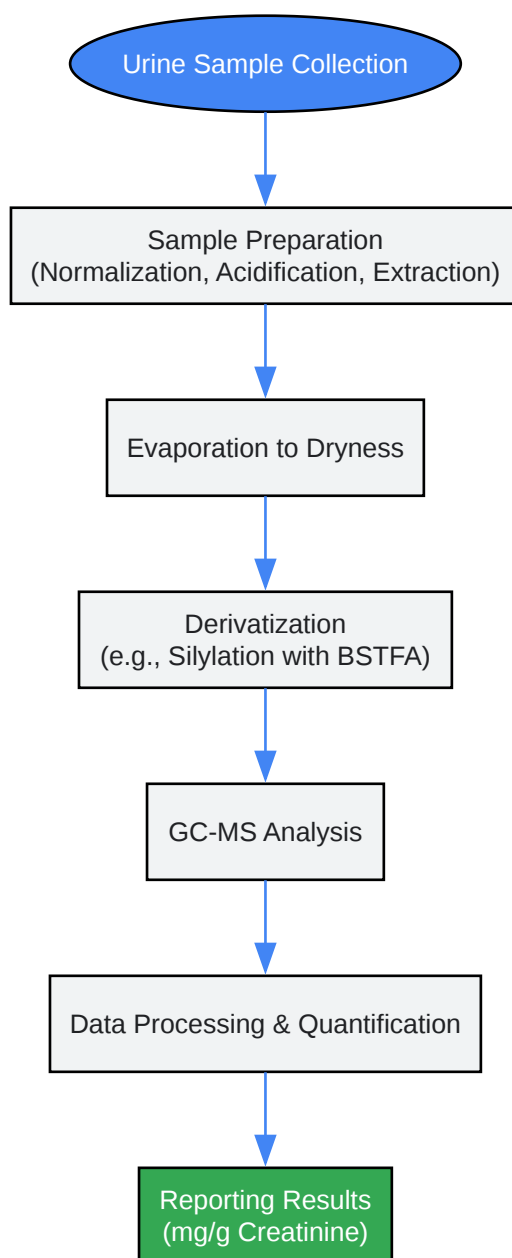 Urine Sample Collection
Sample Preparation
(Normalization, Acidification, Extraction)
Evaporation to Dryness
Derivatization
(e.g., Silylation with BSTFA)
GC-MS Analysis
Data Processing & Quantification
Reporting Results
(mg/g Creatinine)